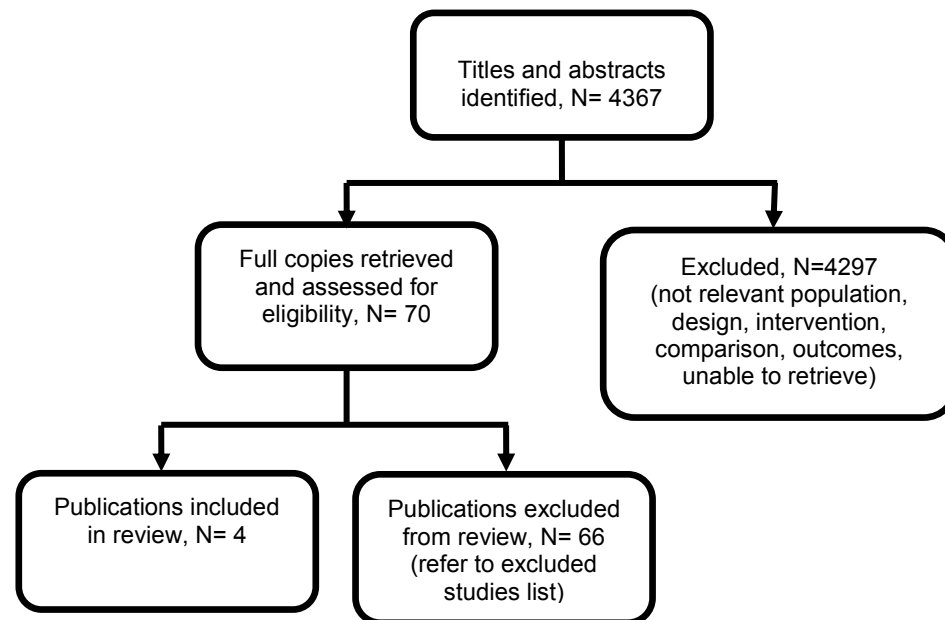 Titles and abstracts
identified, N= 4367
Full copies retrieved
and assessed for
eligibility, N= 70
Excluded, N=4297
(not relevant population,
design, intervention,
comparison, outcomes,
unable to retrieve)
Publications included
in review, N= 4
Publications excluded
from review, N= 66
(refer to excluded
studies list)